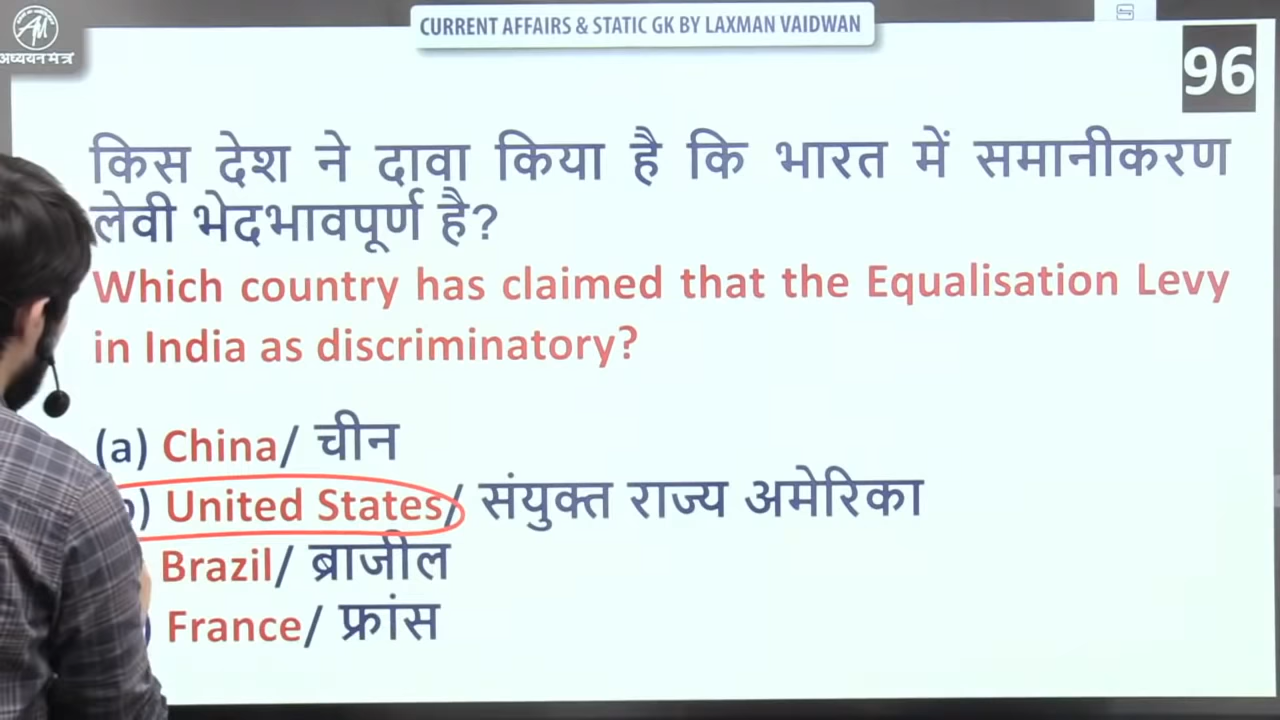 अध्ययन मंत्र
CURRENT AFFAIRS & STATIC GK BY LAXMAN VAIDWAN
96
किस देश ने दावा किया है कि भारत में समानीकरण
लेवी भेदभावपूर्ण है?
Which country has claimed that the Equalisation Levy
in India as discriminatory?
(a) China/ चीन
) United States/ संयुक्त राज्य अमेरिका
Brazil/ ब्राजील
) France/ फ्रांस